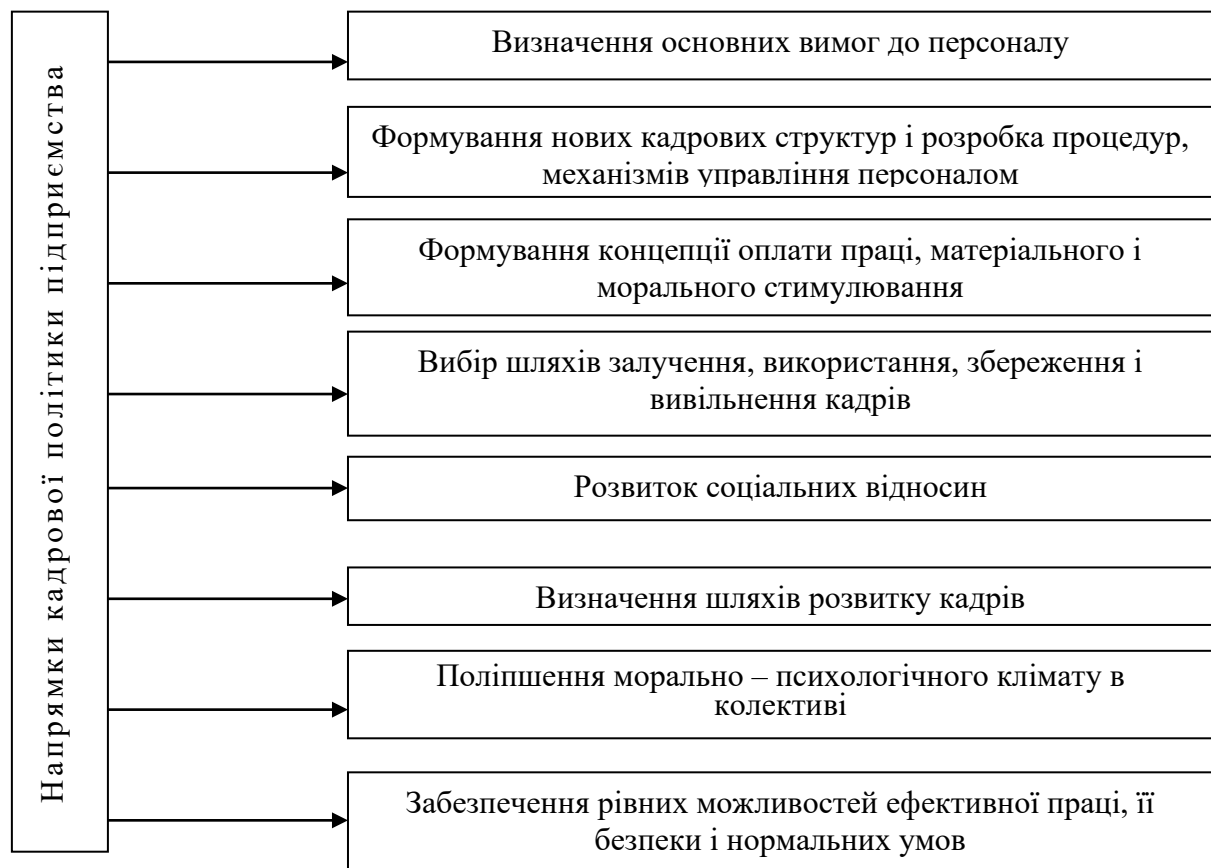 Напрямки кадрової політики підприємства
Визначення основних вимог до персоналу
Формування нових кадрових структур і розробка процедур,
механізмів управління персоналом
Формування концепції оплати праці, матеріального і
морального стимулювання
Вибір шляхів залучення, використання, збереження і
вивільнення кадрів
Розвиток соціальних відносин
Визначення шляхів розвитку кадрів
Поліпшення морально – психологічного клімату в
колективі
Забезпечення рівних можливостей ефективної праці, її
безпеки і нормальних умов